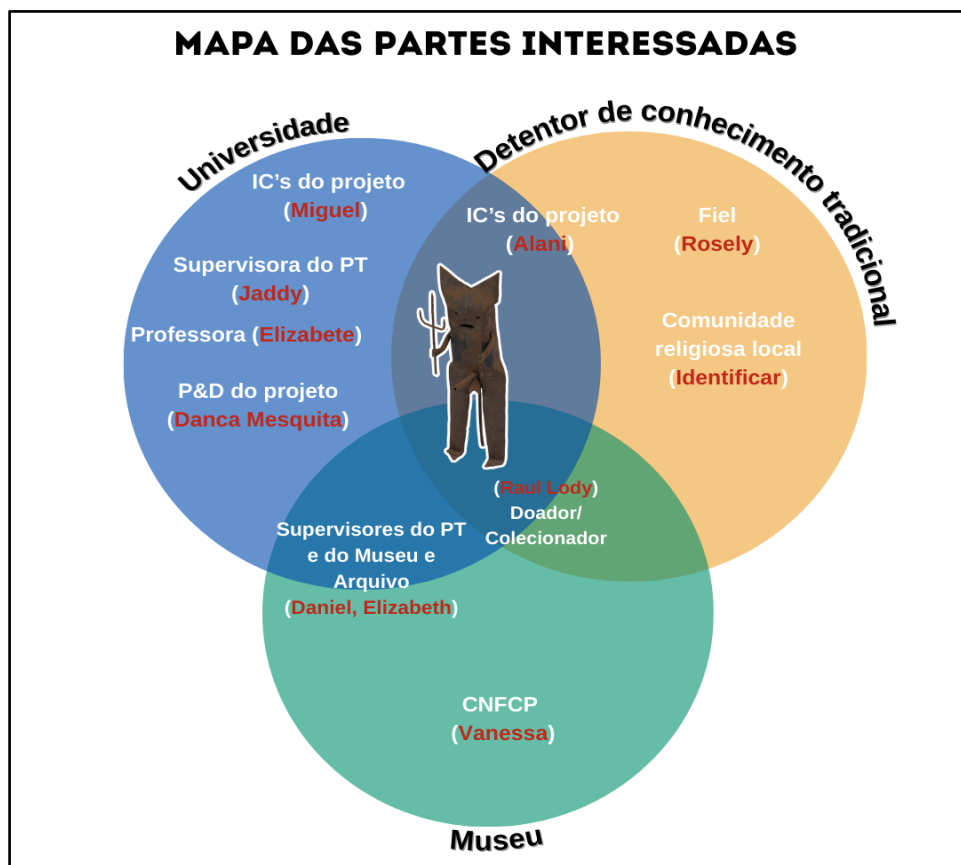 MAPA DAS PARTES INTERESSADAS
Universidade
Detentor de conhecimento tradicional
IC's do projeto
(Miguel)
Supervisora do PT
(Jaddy)
Professora (Elizabete)
P&D do projeto
(Danca Mesquita)
IC's do projeto
(Alani)
Fiel
(Rosely)
Comunidade
religiosa local
(Identificar)
(Raul Lody)
Doador/
Colecionador
Supervisores do PT
e do Museu e
Arquivo
(Daniel, Elizabeth)
CNFCP
(Vanessa)
Museu